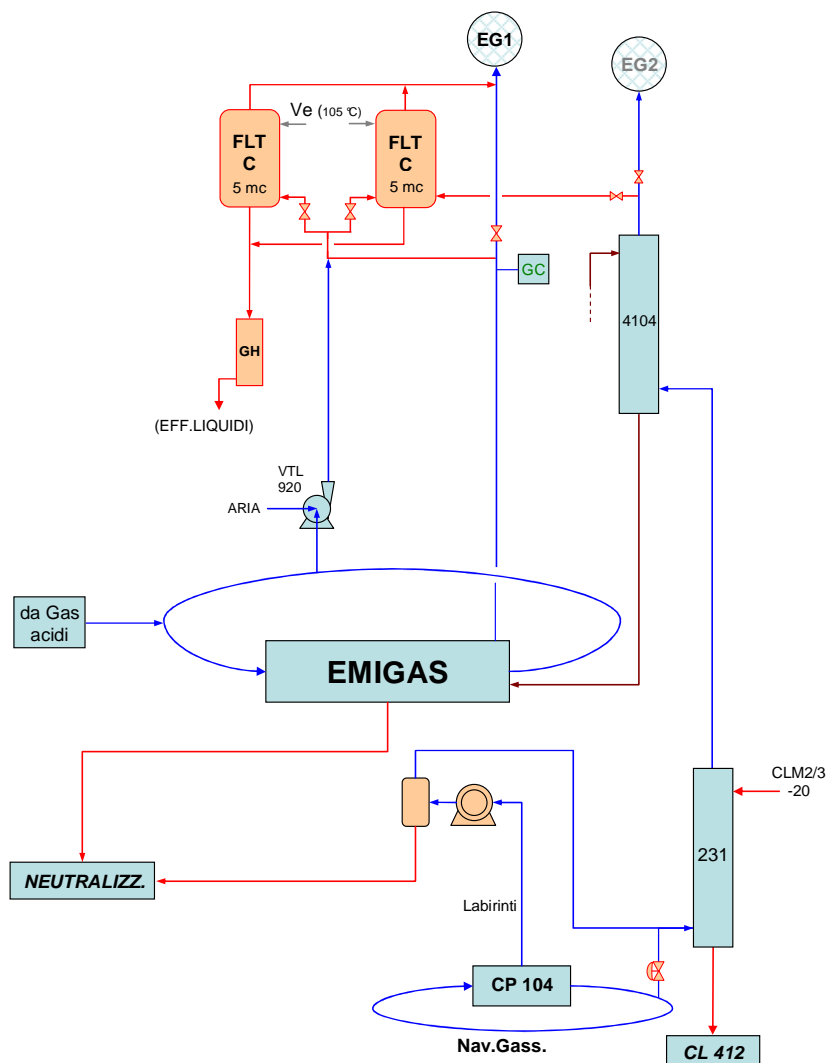 EG1
EG2
Ve (105 °C)
FLT
C
5 mc
FLT
C
5 mc
GC
4104
GH
(EFF.LIQUIDI)
VTL
920
ARIA
da Gas
acidi
EMIGAS
CLM2/3
-20
231
NEUTRALIZZ.
Labirinti
CP 104
Nav.Gass.
CL 412